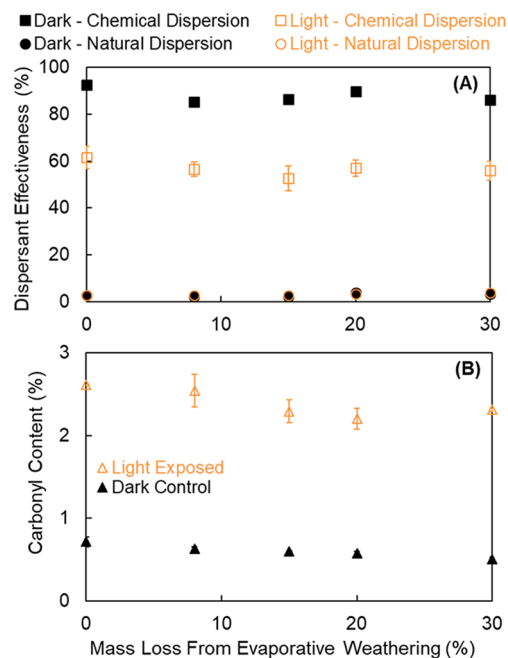 Dark - Chemical Dispersion
Light - Chemical Dispersion
Dark - Natural Dispersion
Light - Natural Dispersion
(A)
Dispersant Effectiveness (%)
100
80
60
40
20
0
0 10 20 30
(B)
Carbonyl Content (%)
3
2
1
0
Light Exposed
Dark Control
0 10 20 30
Mass Loss From Evaporative Weathering (%)